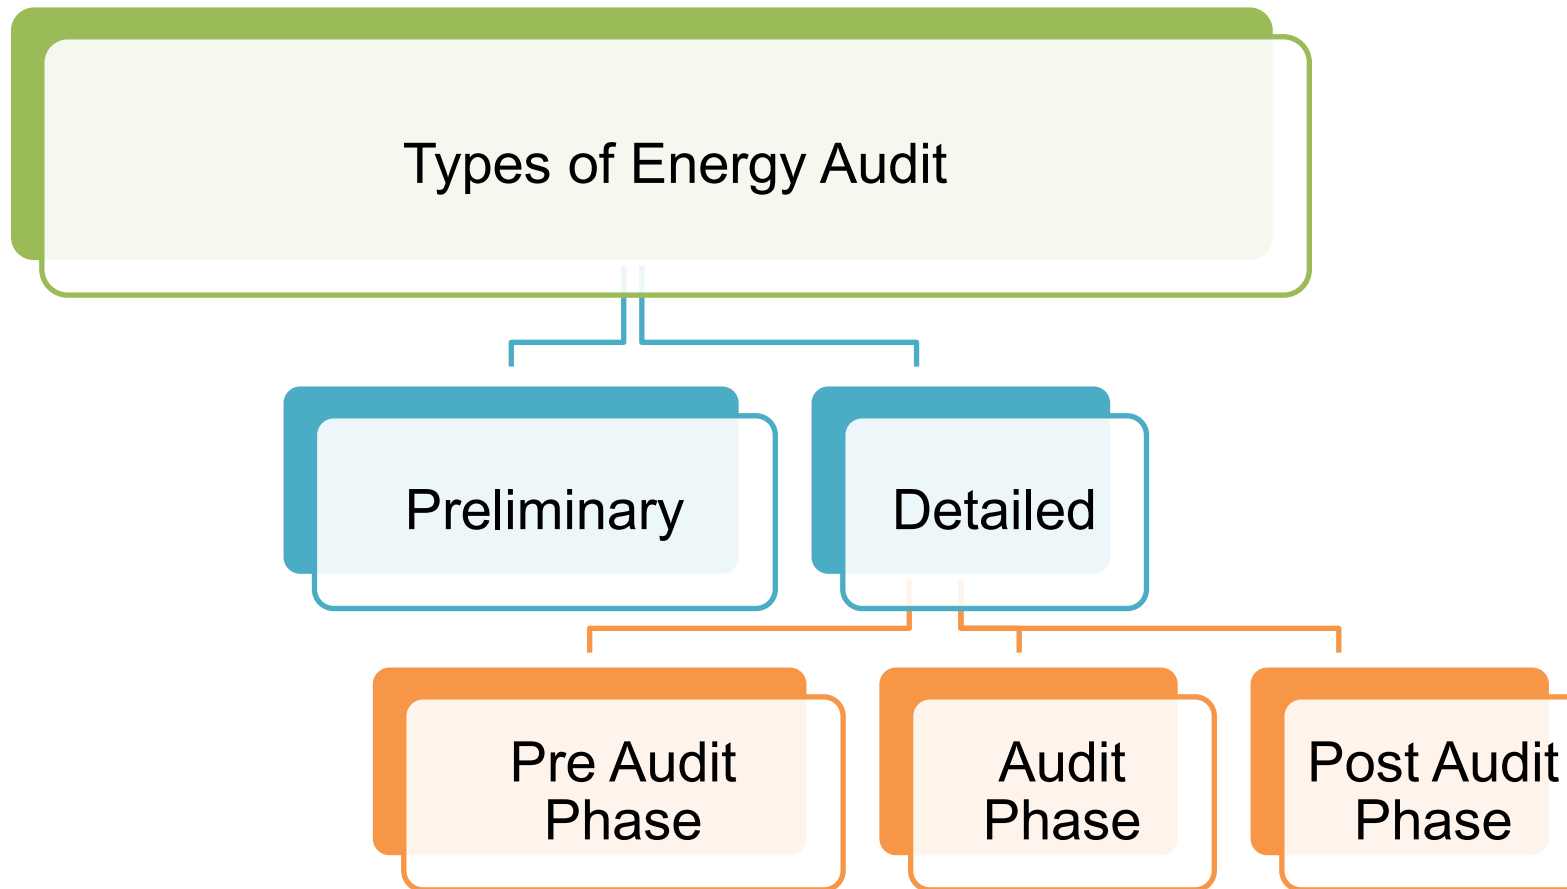 Types of Energy Audit
Preliminary
Detailed
Pre Audit
Phase
Audit
Phase
Post Audit
Phase